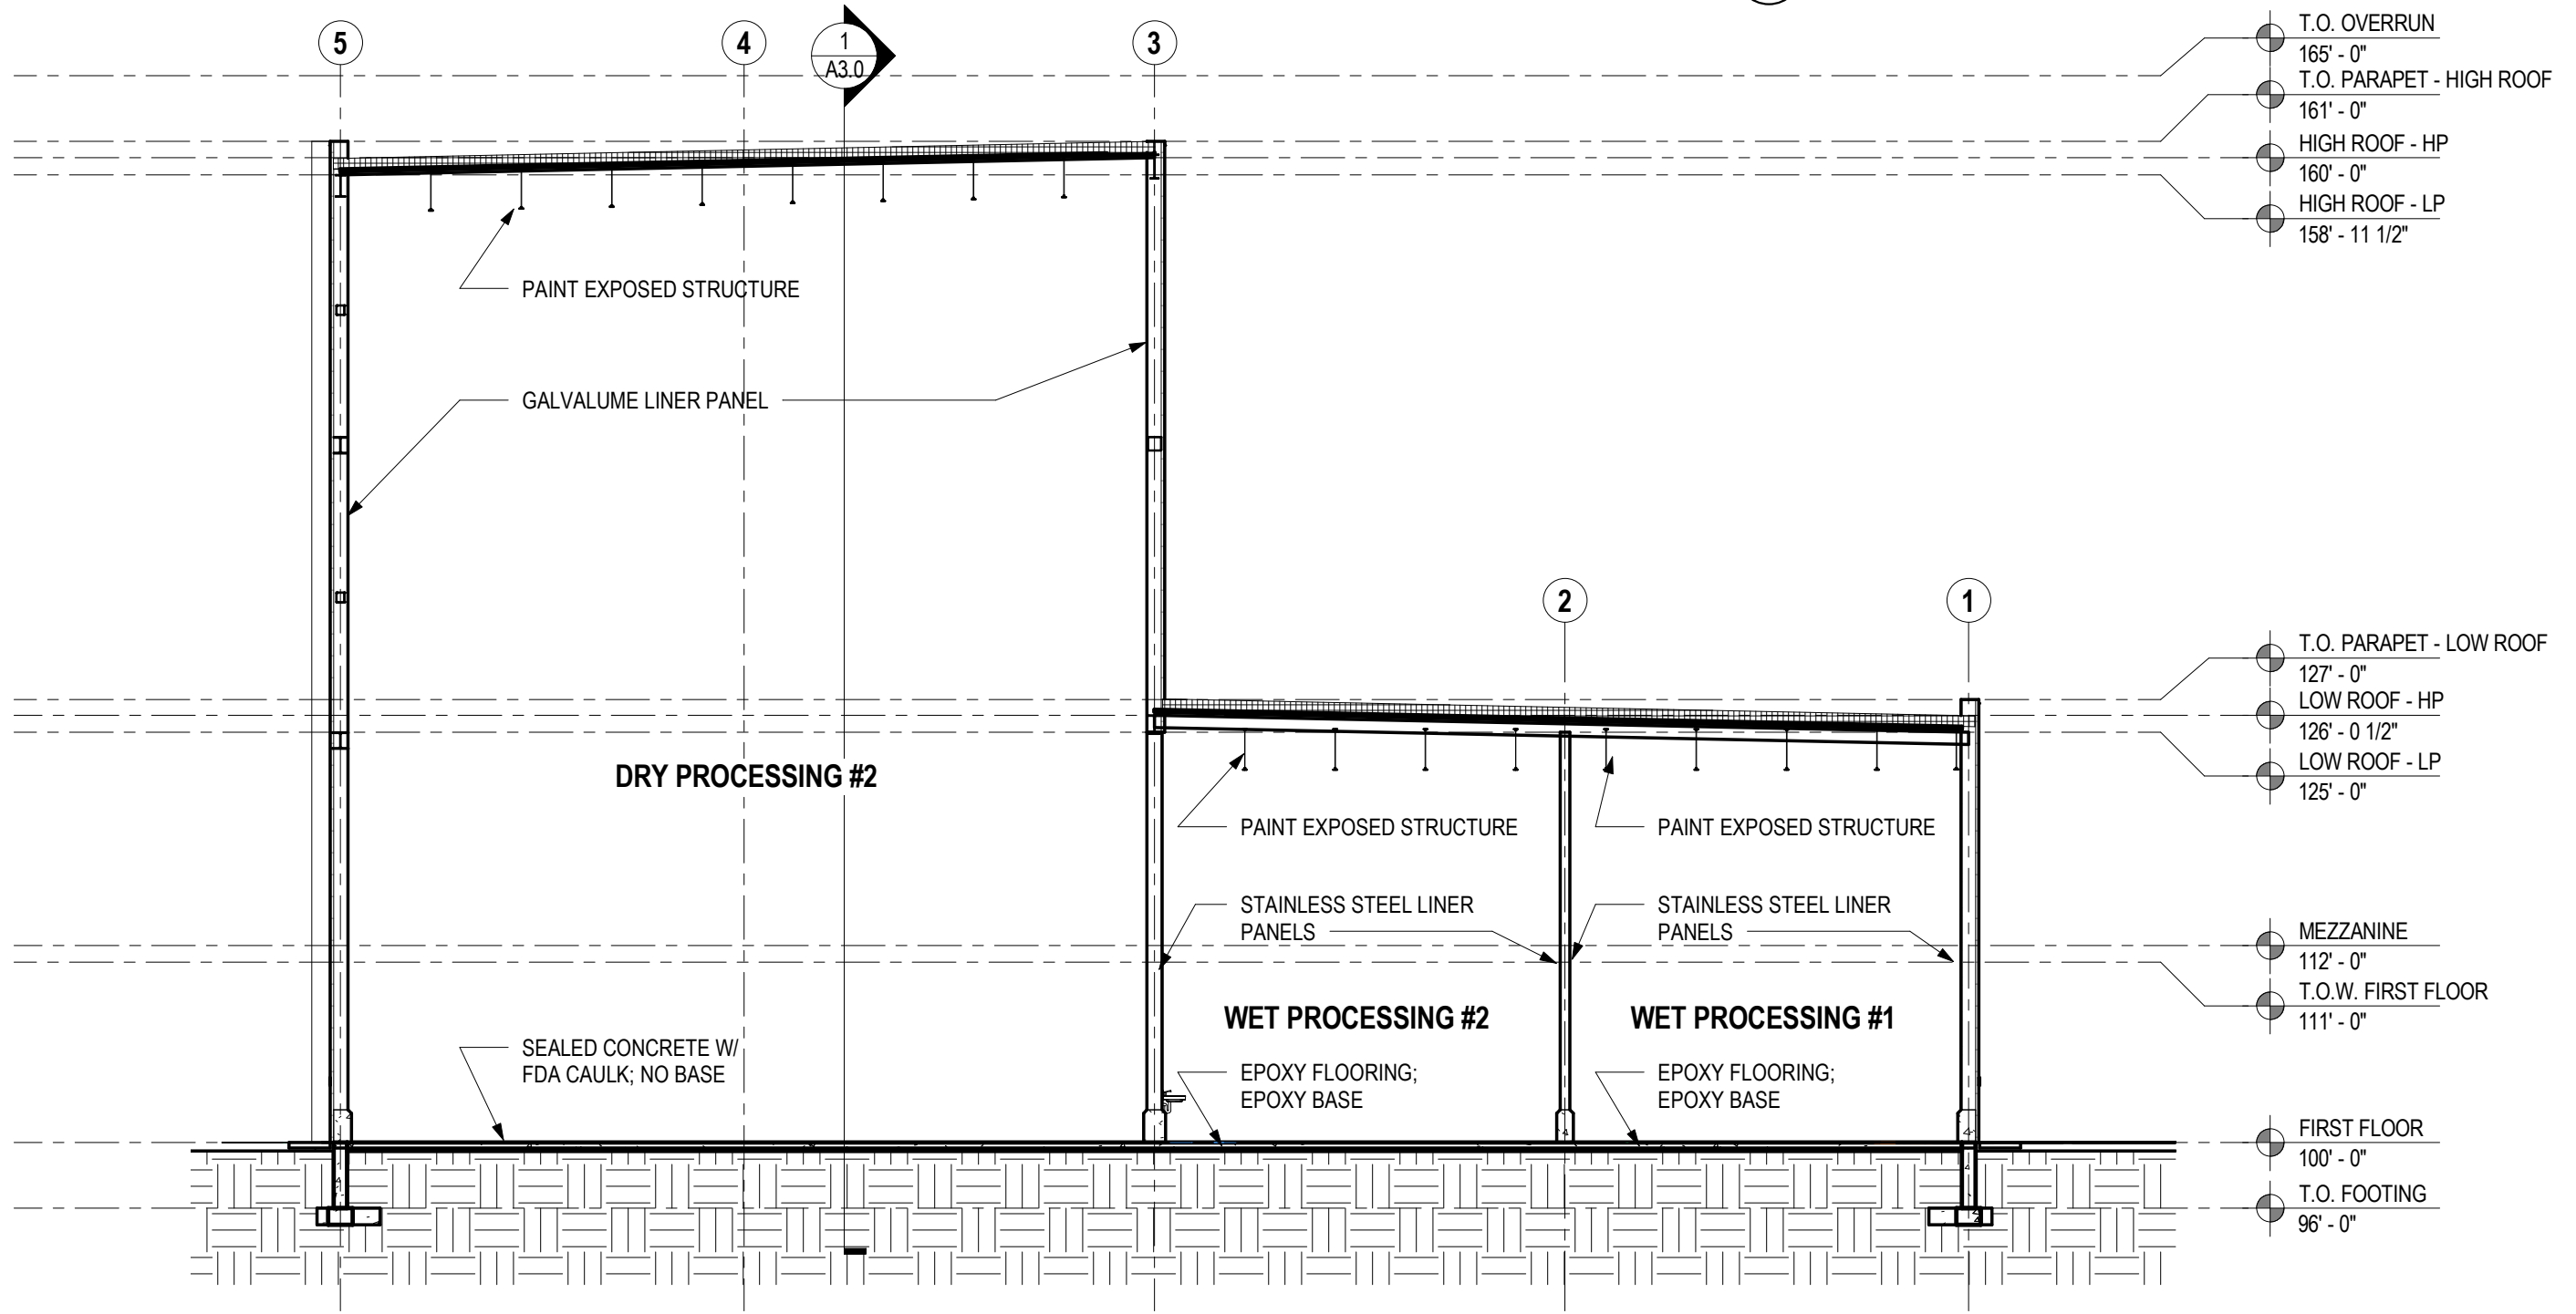 5
4
1
A3.0
3
T.O. OVERRUN
165' - 0"
T.O. PARAPET - HIGH ROOF
161' - 0"
HIGH ROOF - HP
160' - 0"
HIGH ROOF - LP
158' - 11 1/2"
PAINT EXPOSED STRUCTURE
GALVALUME LINER PANEL
2
1
T.O. PARAPET - LOW ROOF
127' - 0"
LOW ROOF - HP
126' - 0 1/2"
LOW ROOF - LP
125' - 0"
DRY PROCESSING #2
PAINT EXPOSED STRUCTURE
PAINT EXPOSED STRUCTURE
STAINLESS STEEL LINER
PANELS
STAINLESS STEEL LINER
PANELS
MEZZANINE
112' - 0"
T.O.W. FIRST FLOOR
111' - 0"
WET PROCESSING #2
WET PROCESSING #1
SEALED CONCRETE W/
FDA CAULK; NO BASE
EPOXY FLOORING;
EPOXY BASE
EPOXY FLOORING;
EPOXY BASE
FIRST FLOOR
100' - 0"
T.O. FOOTING
96' - 0"